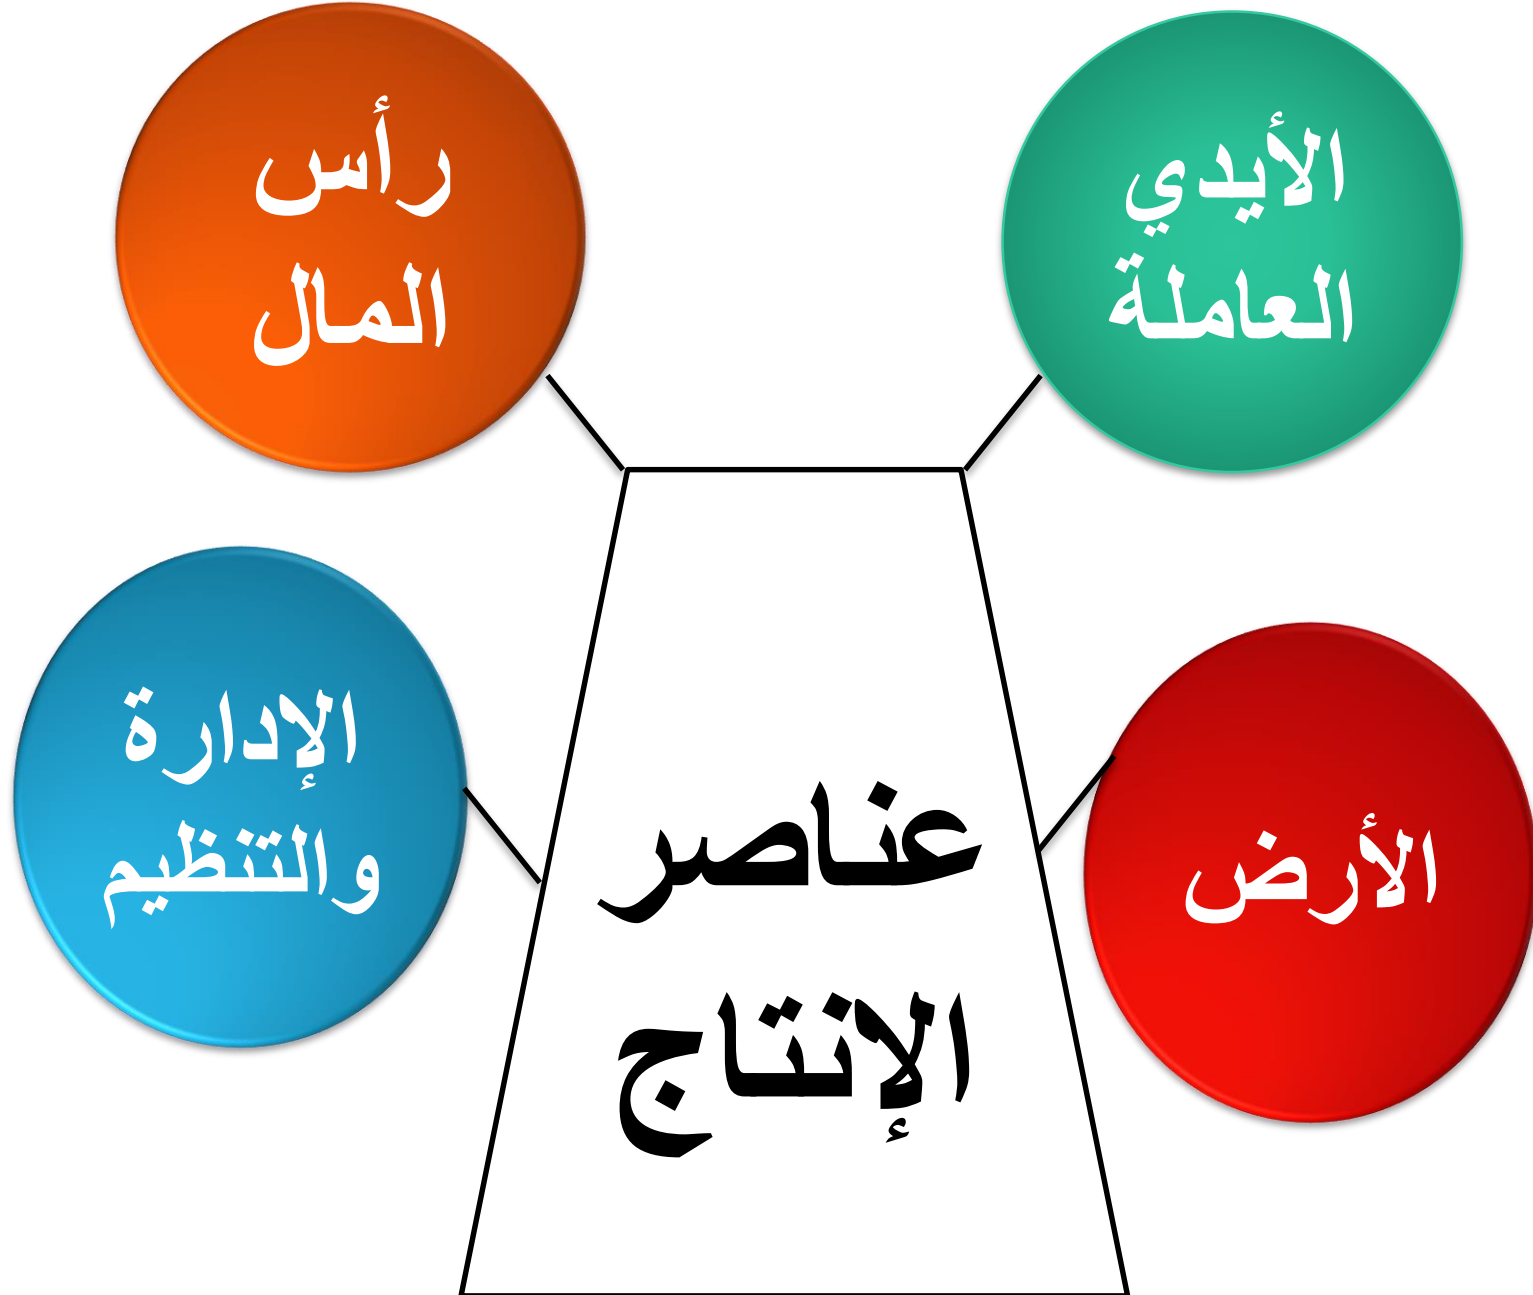 الأيدي
العاملة
رأس
المال
الأرض
الإدارة
والتنظيم
عناصر
الإنتاج